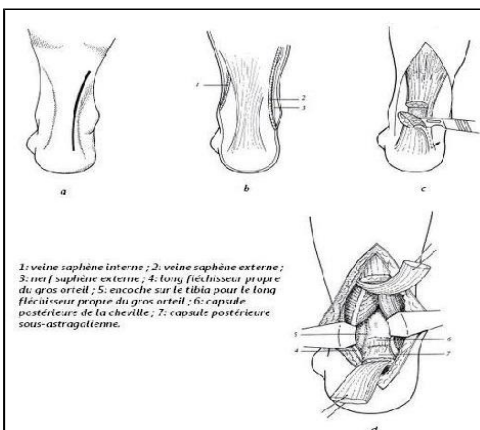 1
2
3
a
b
c
1: veine saphène interne ; 2: veine saphène externe ;
3: nerf saphène externe ; 4: long fléchisseur propre
du gros orteil ; 5: encoche sur le tibia pour le long
fléchisseur propre du gros orteil ; 6: capsule
postérieure de la cheville ; 7: capsule postérieure
sous-astragalienne.
5
6
4
7
d